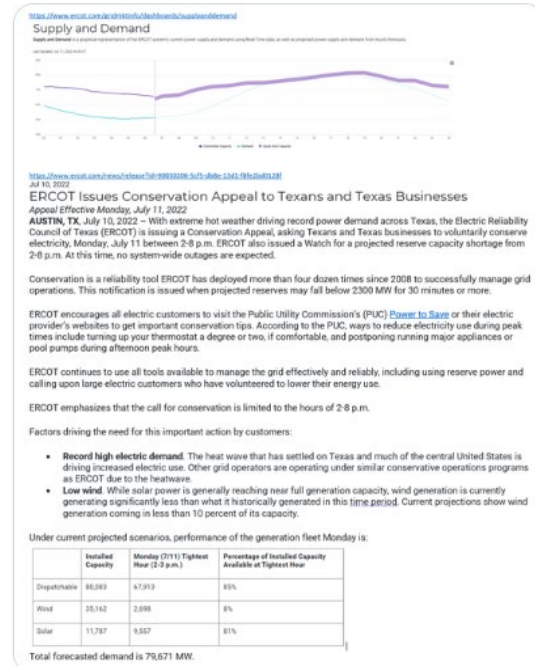 Supply and Demand
ERCOT Issues Conservation Appeal to Texans and Texas Businesses
Jul 10, 2022
Appeal Effective Monday, July 11, 2022
AUSTIN, TX, July 10, 2022 – With extreme hot weather driving record power demand across Texas, the Electric Reliability
Council of Texas (ERCOT) is issuing a Conservation Appeal, asking Texans and Texas businesses to voluntarily conserve
electricity, Monday, July 11 between 2-8 p.m. ERCOT also issued a Watch for a projected reserve capacity shortage from
2-8 p.m. At this time, no system-wide outages are expected.
Conservation is a reliability tool ERCOT has deployed more than four dozen times since 2008 to successfully manage grid
operations. This notification is issued when projected reserves may fall below 2300 MW for 30 minutes or more.
ERCOT encourages all electric customers to visit the Public Utility Commission's (PUC) Power to Save or their electric
provider's websites to get important conservation tips. According to the PUC, ways to reduce electricity use during peak
times include turning up your thermostat a degree or two, if comfortable, and postponing running major appliances or
pool pumps during afternoon peak hours.
ERCOT continues to use all tools available to manage the grid effectively and reliably, including using reserve power and
calling upon large electric customers who have volunteered to lower their energy use.
ERCOT emphasizes that the call for conservation is limited to the hours of 2-8 p.m.
Factors driving the need for this important action by customers:
• Record high electric demand. The heat wave that has settled on Texas and much of the central United States is
driving increased electric use. Other grid operators are operating under similar conservative operations programs
as ERCOT due to the heatwave.
• Low wind. While solar power is generally reaching near full generation capacity, wind generation is currently
generating significantly less than what it historically generated in this time period. Current projections show wind
generation coming in less than 10 percent of its capacity.
Under current projected scenarios, performance of the generation fleet Monday is:
Installed Capacity Monday (7/11) Tightest Hour (2-3 p.m.) Percentage of Installed Capacity Available at Tightest Hour
Dispatchable 67,913 85%
Wind 35,162 2,698 8%
Solar 11,787 9,557 81%
Total forecasted demand is 79,671 MW.